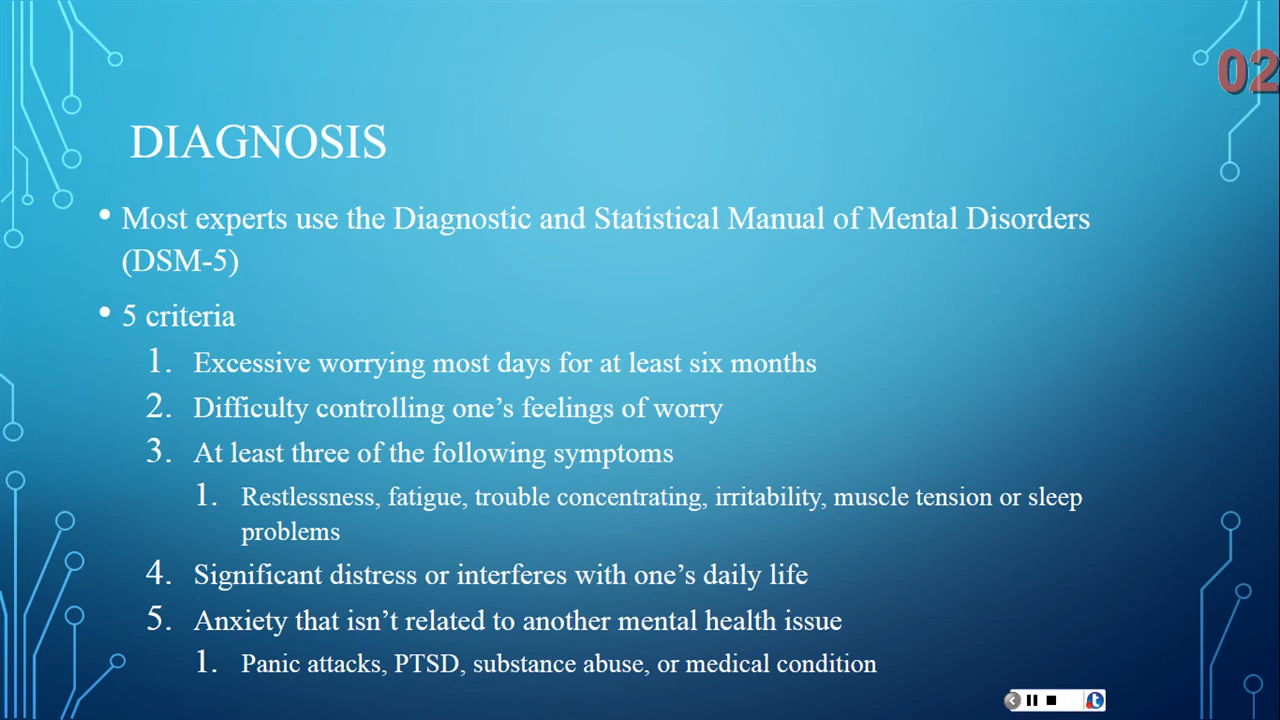 02
DIAGNOSIS
• Most experts use the Diagnostic and Statistical Manual of Mental Disorders
(DSM-5)
• 5 criteria
1. Excessive worrying most days for at least six months
2. Difficulty controlling one’s feelings of worry
3. At least three of the following symptoms
1. Restlessness, fatigue, trouble concentrating, irritability, muscle tension or sleep
problems
4. Significant distress or interferes with one’s daily life
5. Anxiety that isn’t related to another mental health issue
1. Panic attacks, PTSD, substance abuse, or medical condition
t